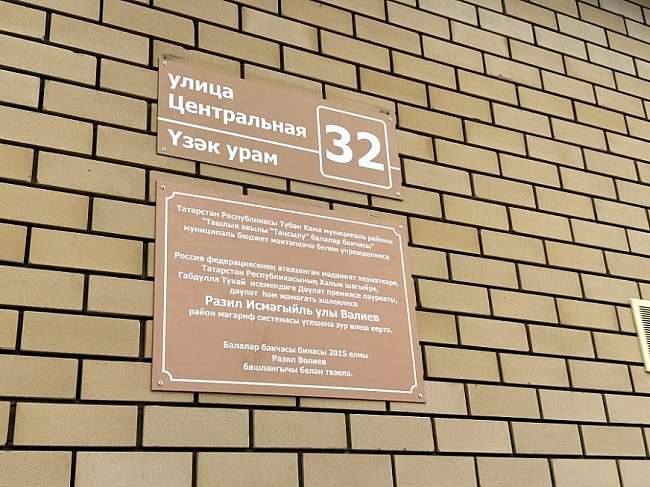 улица
Центральная
Үзәк урам
32
Татарстан Республикасы Түбән Кама муниципаль районы
"Ташлык авылы "Таңсылу" балалар бакчасы"
муниципаль бюджет мәктәпкәчә белем учреждениесе
Россия федерациясенең атказанган мәдәният хезмәткәре,
Татарстан Республикасының Халык шагыйре,
Габдулла Тукай исемендәге Дәүләт премиясе лауреаты,
дәүләт һәм җәмәгать эшлеклесе
Разил Исмәгыйль улы Вәлиев
район мәгариф системасы үсешенә зур өлеш керта.
Балалар бакчасы бинасы 2015 елны
Разил Вәлиев
башлангычы белән төзелә.